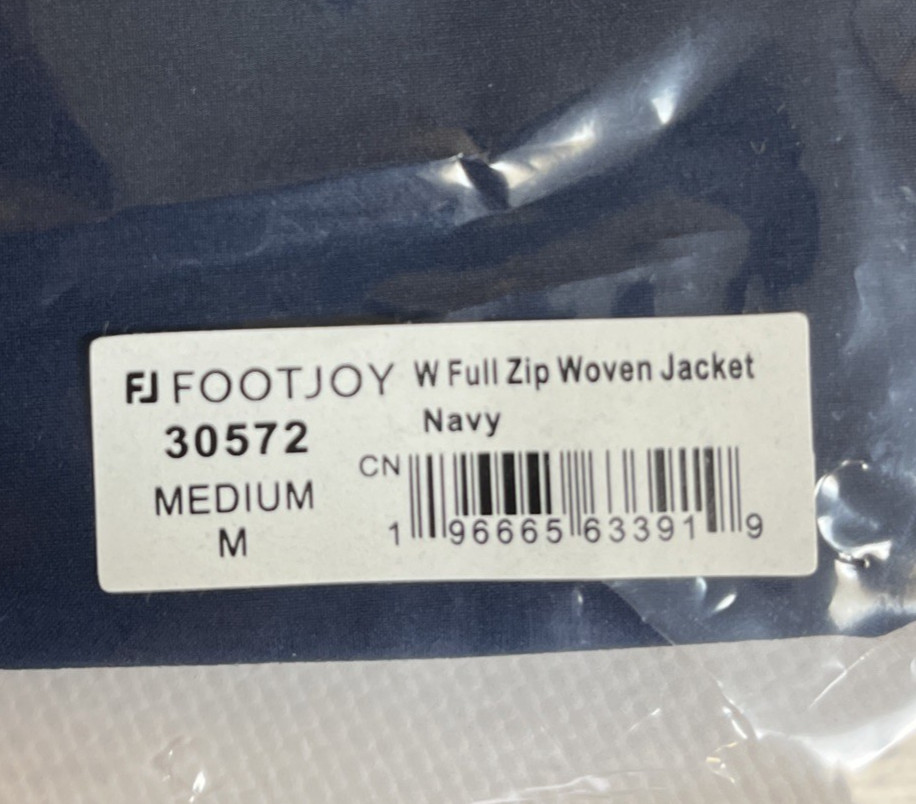 FJ FOOTJOY W Full Zip Woven Jacket
30572 Navy
MEDIUM CN
M 1 96665 63391 9